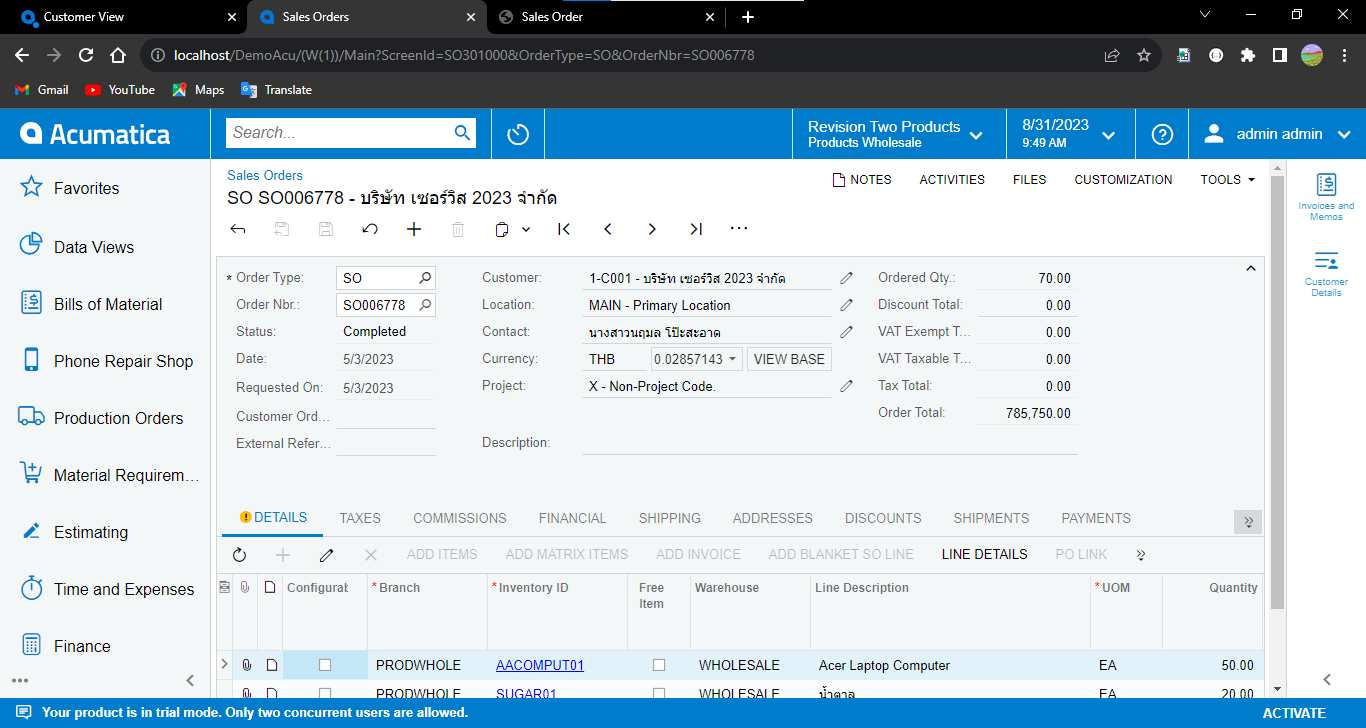 Customer View
Sales Orders
Sales Order
localhost/DemoAcu/(W(1))/Main?ScreenId=SO301000&OrderType=SO&OrderNbr=SO006778
Gmail
YouTube
Maps
Translate
Acumatica
Search...
Revision Two Products
Products Wholesale
8/31/2023
9:49 AM
admin admin
Favorites
Data Views
Bills of Material
Phone Repair Shop
Production Orders
Material Requirem...
Estimating
Time and Expenses
Finance
Sales Orders
SO SO006778 - บริษัท เซอร์วิส 2023 จำกัด
NOTES
ACTIVITIES
FILES
CUSTOMIZATION
TOOLS
Invoices and
Memos
Customer
Details
* Order Type: SO
Order Nbr.: SO006778
Status: Completed
Date: 5/3/2023
Requested On: 5/3/2023
Customer Ord...
External Refer...
Customer: 1-C001 - บริษัท เซอร์วิส 2023 จำกัด
Location: MAIN - Primary Location
Contact: นางสาวนฤมล โป๊ะสะอาด
Currency: THB 0.02857143 VIEW BASE
Project: X - Non-Project Code.
Description:
Ordered Qty.: 70.00
Discount Total: 0.00
VAT Exempt T... 0.00
VAT Taxable T... 0.00
Tax Total: 0.00
Order Total: 785,750.00
DETAILS TAXES COMMISSIONS FINANCIAL SHIPPING ADDRESSES DISCOUNTS SHIPMENTS PAYMENTS
ADD ITEMS ADD MATRIX ITEMS ADD INVOICE ADD BLANKET SO LINE LINE DETAILS PO LINK
Configurat * Branch * Inventory ID Free Item Warehouse Line Description * UOM Quantity
PRODWHOLE AACOMPUT01 WHOLESALE Acer Laptop Computer EA 50.00
PRODWHOLE SUGAR01 WHOLESALE น้ำตาล EA 20.00
Your product is in trial mode. Only two concurrent users are allowed.
ACTIVATE